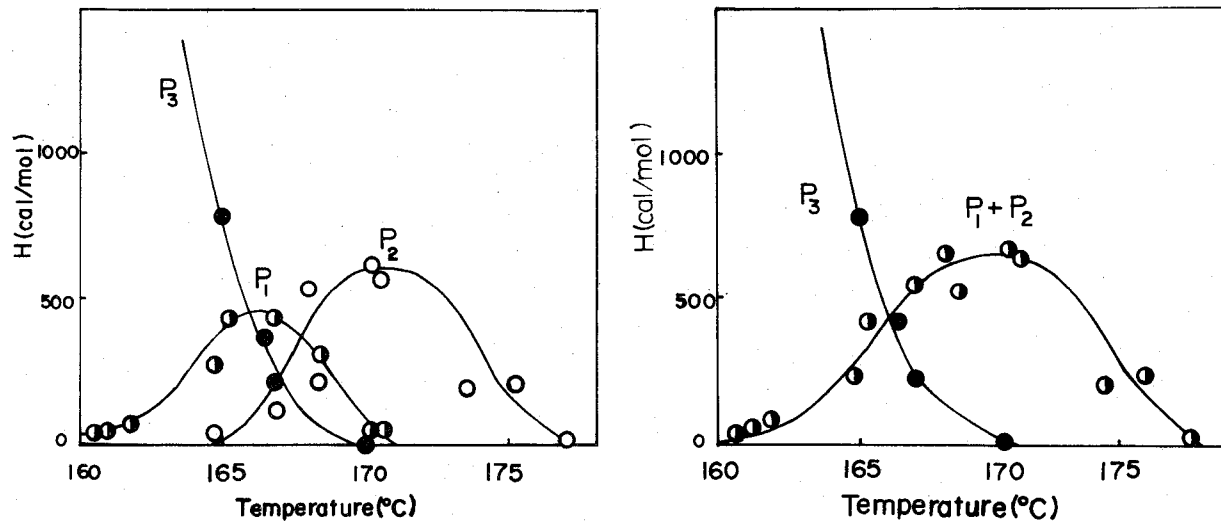 H (cal/mol)
1000
500
0
P3
P1
P2
160 165 170 175
Temperature(°C)
H(cal/mol)
1000
500
0
P3
P1 + P2
160 165 170 175
Temperature(°C)